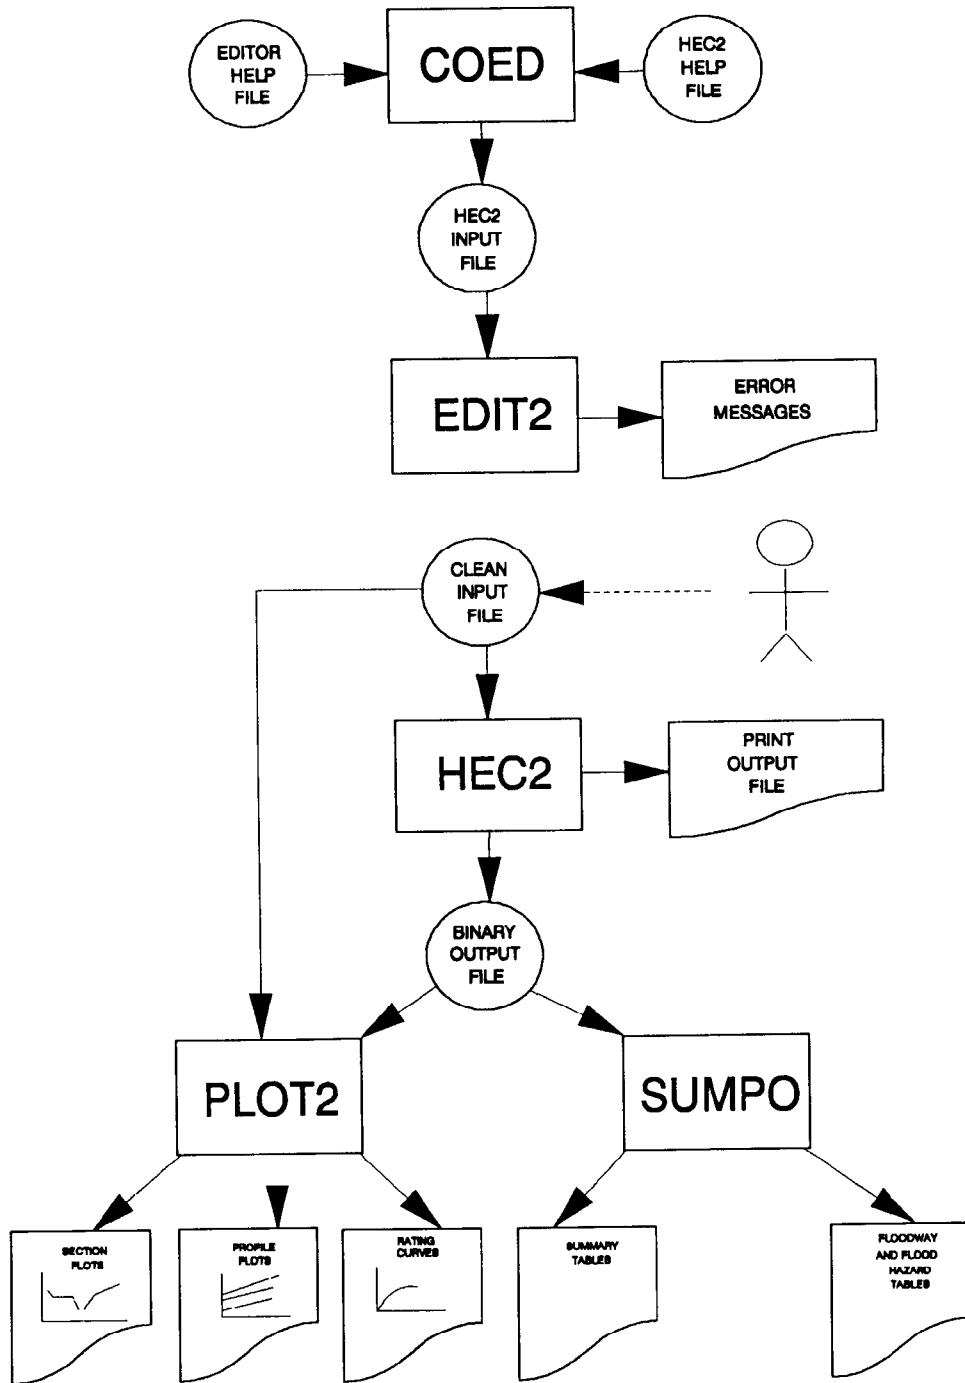 EDITOR
HELP
FILE
COED
HEC2
HELP
FILE
HEC2
INPUT
FILE
EDIT2
ERROR
MESSAGES
CLEAN
INPUT
FILE
HEC2
PRINT
OUTPUT
FILE
BINARY
OUTPUT
FILE
PLOT2
SUMPO
SECTION
PLOTS
PROFILE
PLOTS
RATING
CURVES
SUMMARY
TABLES
FLOODWAY
AND FLOOD
HAZARD
TABLES